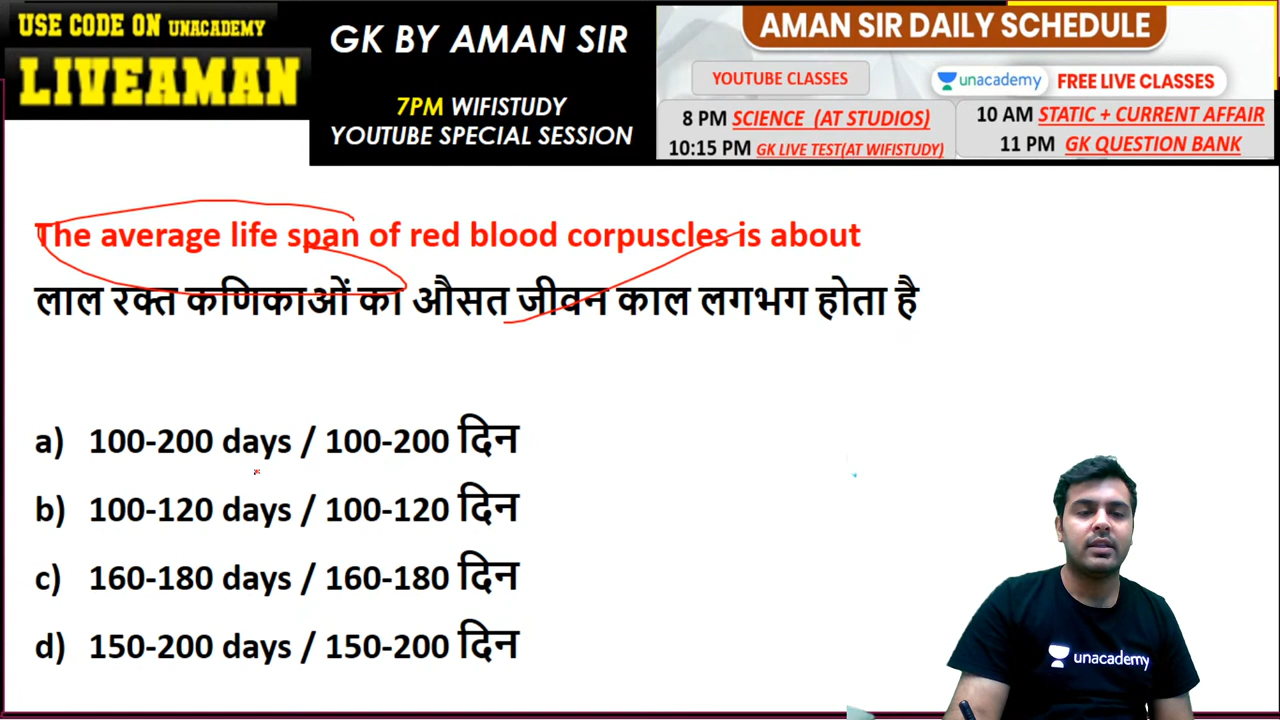 USE CODE ON UNACADEMY
LIVEAMAN
GK BY AMAN SIR
7PM WIFISTUDY
YOUTUBE SPECIAL SESSION
AMAN SIR DAILY SCHEDULE
YOUTUBE CLASSES
unacademy FREE LIVE CLASSES
8 PM SCIENCE (AT STUDIOS)
10:15 PM GK LIVE TEST(AT WIFISTUDY)
10 AM STATIC + CURRENT AFFAIR
11 PM GK QUESTION BANK
The average life span of red blood corpuscles is about
लाल रक्त कणिकाओं का औसत जीवन काल लगभग होता है
a) 100-200 days / 100-200 दिन
b) 100-120 days / 100-120 दिन
c) 160-180 days / 160-180 दिन
d) 150-200 days / 150-200 दिन
unacademy